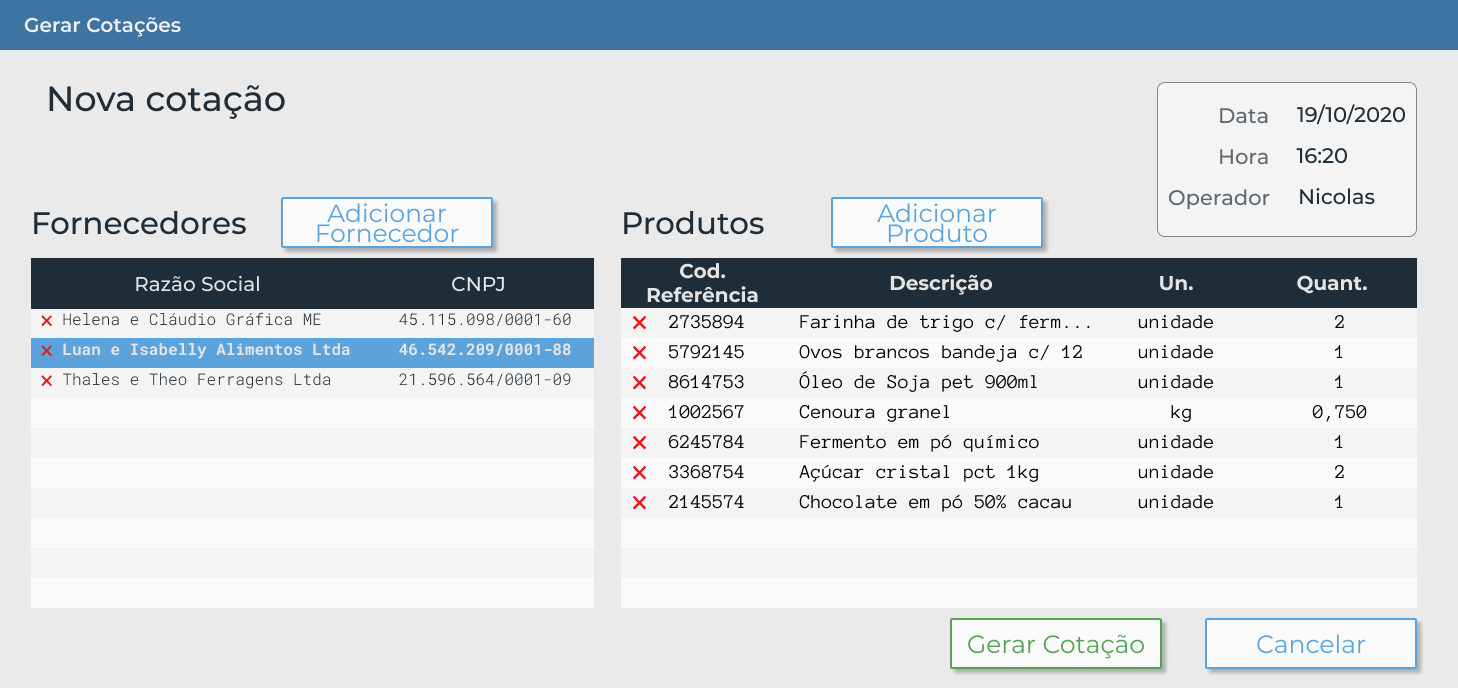 Gerar Cotações
Nova cotação
Data 19/10/2020
Hora 16:20
Operador Nicolas
Fornecedores
Adicionar
Fornecedor
Razão Social CNPJ
Helena e Cláudio Gráfica ME 45.115.098/0001-60
Luan e Isabelly Alimentos Ltda 46.542.209/0001-88
Thales e Theo Ferragens Ltda 21.596.564/0001-09
Produtos
Adicionar
Produto
Cod.
Referência Descrição Un. Quant.
2735894 Farinha de trigo c/ ferm... unidade 2
5792145 Ovos brancos bandeja c/ 12 unidade 1
8614753 Óleo de Soja pet 900ml unidade 1
1002567 Cenoura granel kg 0,750
6245784 Fermento em pó químico unidade 1
3368754 Açúcar cristal pct 1kg unidade 2
2145574 Chocolate em pó 50% cacau unidade 1
Gerar Cotação
Cancelar